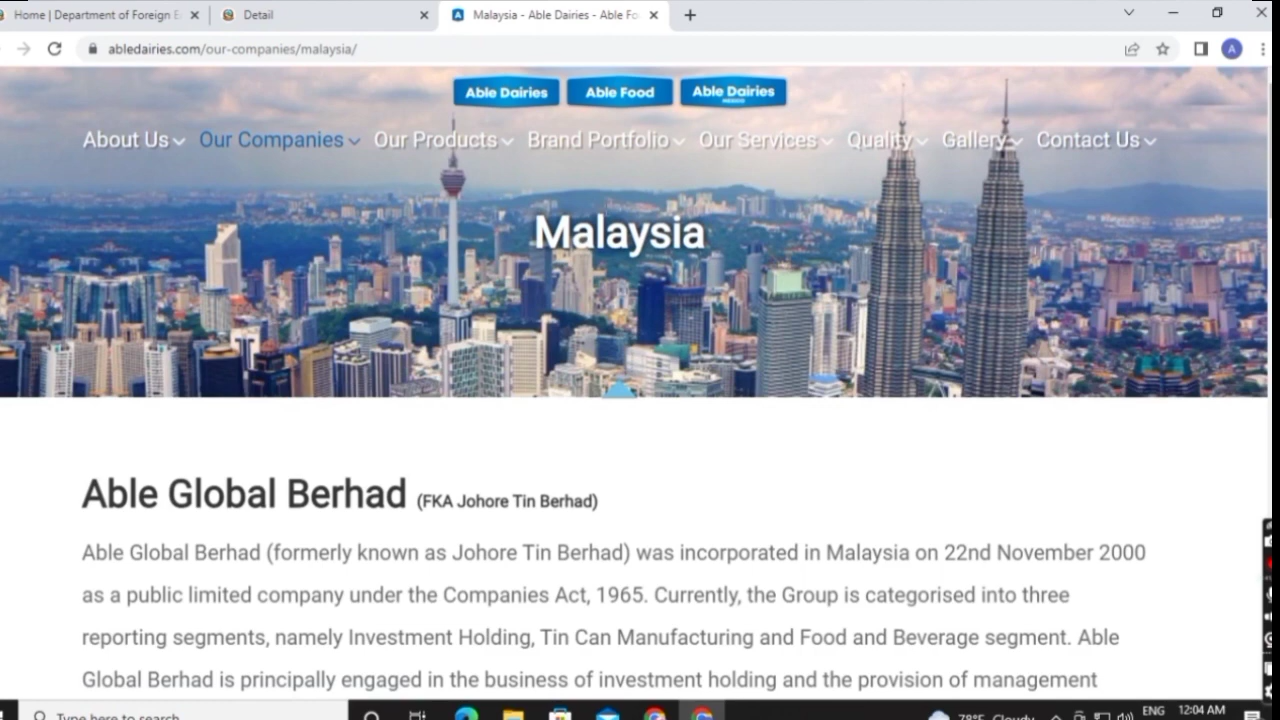 Home | Department of Foreign E
Detail
Malaysia - Able Dairies - Able Fo
abledairies.com/our-companies/malaysia/
A
Able Dairies
Able Food
Able Dairies
MEXICO
About Us
Our Companies
Our Products
Brand Portfolio
Our Services
Quality
Gallery
Contact Us
Malaysia
Able Global Berhad (FKA Johore Tin Berhad)
Able Global Berhad (formerly known as Johore Tin Berhad) was incorporated in Malaysia on 22nd November 2000
as a public limited company under the Companies Act, 1965. Currently, the Group is categorised into three
reporting segments, namely Investment Holding, Tin Can Manufacturing and Food and Beverage segment. Able
Global Berhad is principally engaged in the business of investment holding and the provision of management
Type here to search
78°F Cloudy
ENG
12:04 AM